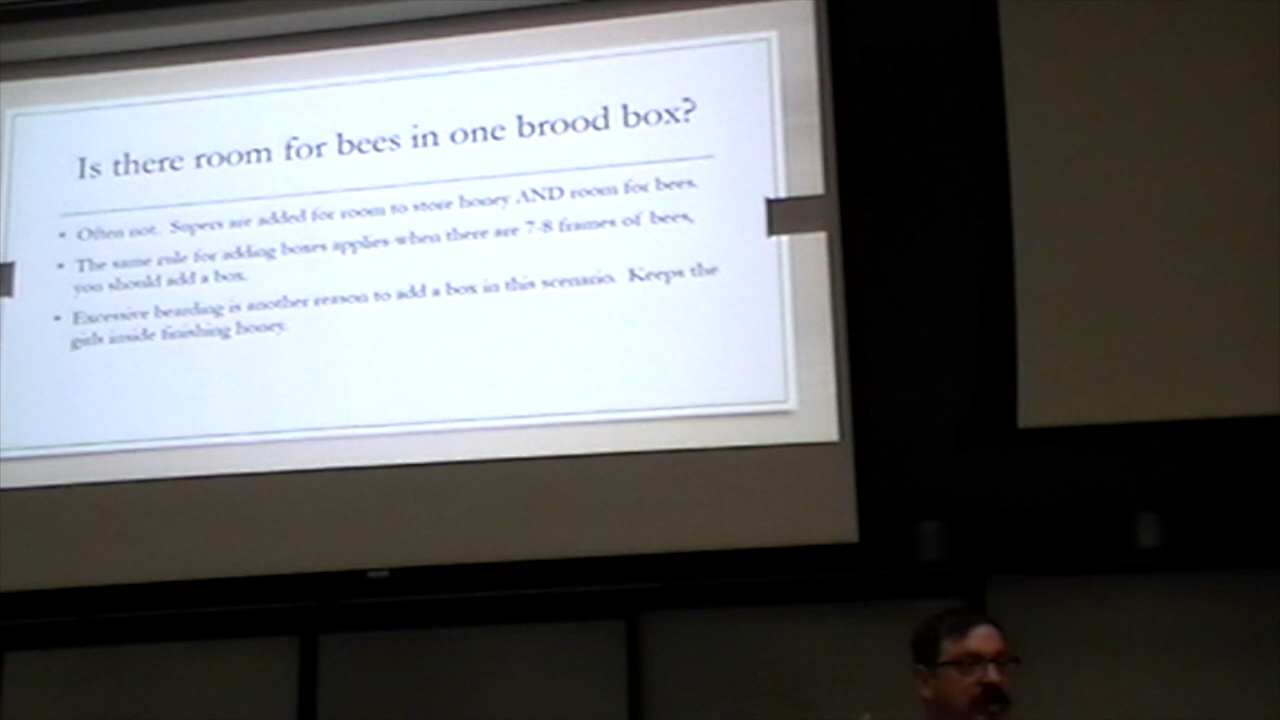 Is there room for bees in one brood box?
• Often not. Supers are added for room to store honey AND room for bees.
• The same rule for adding boxes applies-when there are 7-8 frames of bees,
you should add a box.
• Excessive bearding is another reason to add a box in this scenario. Keeps the
girls inside finishing honey.